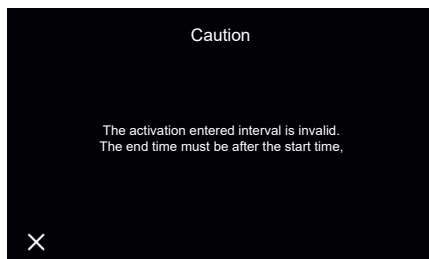 Caution
The activation entered interval is invalid.
The end time must be after the start time,